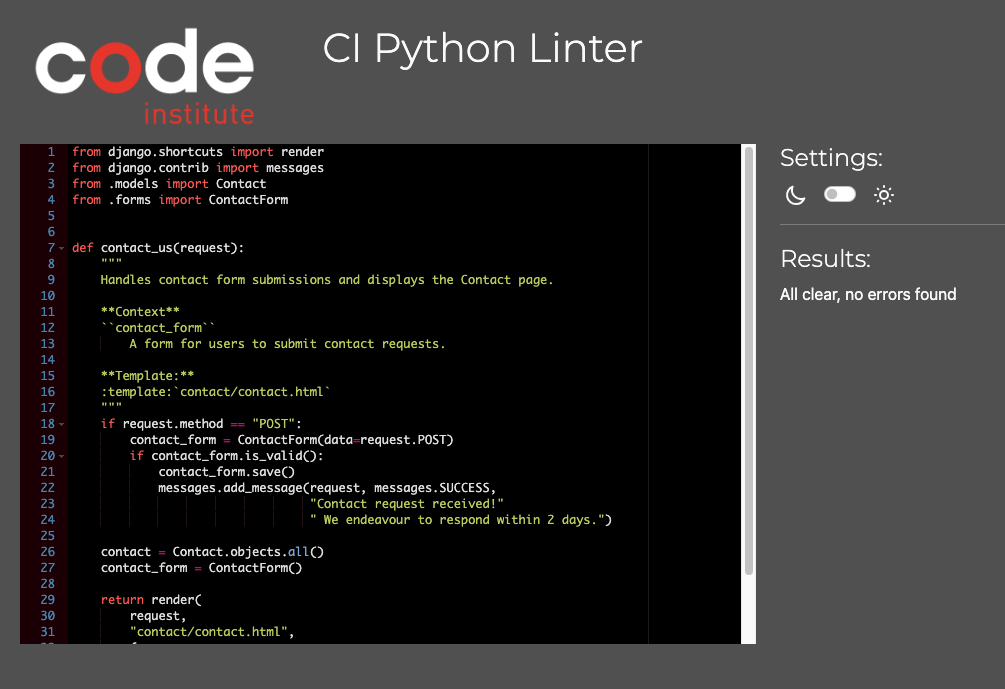 code
institute
CI Python Linter
1 from django.shortcuts import render
2 from django.contrib import messages
3 from .models import Contact
4 from .forms import ContactForm
5
6
7 def contact_us(request):
8     """
9     Handles contact form submissions and displays the Contact page.
10
11     **Context**
12     ``contact_form``
13         A form for users to submit contact requests.
14
15     **Template:**
16     :template:`contact/contact.html`
17     """
18     if request.method == "POST":
19         contact_form = ContactForm(data=request.POST)
20         if contact_form.is_valid():
21             contact_form.save()
22             messages.add_message(request, messages.SUCCESS,
23                                  "Contact request received!"
24                                  " We endeavour to respond within 2 days.")
25
26     contact = Contact.objects.all()
27     contact_form = ContactForm()
28
29     return render(
30         request,
31         "contact/contact.html",
Settings:
Results:
All clear, no errors found